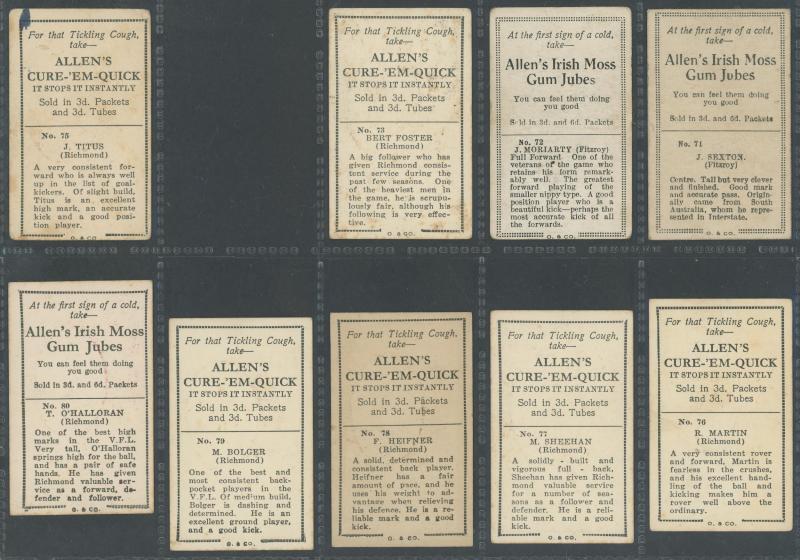 For that Tickling Cough,
take—
ALLEN'S
CURE-'EM-QUICK
IT STOPS IT INSTANTLY
Sold in 3d. Packets
and 3d. Tubes
No. 75
J. TITUS
(Richmond)
A very consistent for-
ward who is always well
up in the list of goal-
kickers. Of slight build,
Titus is an excellent
high mark, an accurate
kick and a good posi-
tion player.
O. & CO.
For that Tickling Cough,
take—
ALLEN'S
CURE-'EM-QUICK
IT STOPS IT INSTANTLY
Sold in 3d. Packets
and 3d. Tubes
No. 73
BERT FOSTER
(Richmond)
A big follower who has
given Richmond consis-
tent service during the
past few seasons. One
of the heaviest men in
the game, he is scrupu-
lously fair, although his
following is very effec-
tive.
O. & CO.
At the first sign of a cold,
take—
Allen's Irish Moss
Gum Jubes
You can feel them doing
you good
Sold in 3d. and 6d. Packets
No. 72
J. MORIARTY (Fitzroy)
Full Forward. One of the
veterans of the game who
retains his form remark-
ably well. The greatest
forward playing of the
smaller nippy type. A good
position player who is a
beautiful kick—perhaps the
most accurate kick of all
the forwards.
O. & CO.
At the first sign of a cold,
take—
Allen's Irish Moss
Gum Jubes
You can feel them doing
you good
Sold in 3d. and 6d. Packets
No. 71
J. SEXTON.
(Fitzroy)
Centre. Tall but very clever
and finished. Good mark
and accurate pass. Origin-
ally came from South
Australia, whom he repre-
sented in Interstate.
O. & CO.
At the first sign of a cold,
take—
Allen's Irish Moss
Gum Jubes
You can feel them doing
you good
Sold in 3d. and 6d. Packets
No. 80
T. O'HALLORAN
(Richmond)
One of the best high
marks in the V.F.L.
Very tall, O'Halloran
springs high for the ball,
and has a pair of safe
hands. He has given
Richmond valuable ser-
vice as a forward, de-
fender and follower.
O. & CO.
For that Tickling Cough,
take—
ALLEN'S
CURE-'EM-QUICK
IT STOPS IT INSTANTLY
Sold in 3d. Packets
and 3d. Tubes
No. 79
M. BOLGER
(Richmond)
One of the best and
most consistent back-
pocket players in the
V.F.L. Of medium build,
Bolger is dashing and
determined. He is an
excellent ground player,
and a good kick.
O. & CO.
For that Tickling Cough,
take—
ALLEN'S
CURE-'EM-QUICK
IT STOPS IT INSTANTLY
Sold in 3d. Packets
and 3d. Tubes
No. 78
F. HEIFNER
(Richmond)
A solid, determined and
consistent back player.
Heifner has a fair
amount of pace, and he
uses his weight to ad-
vantage when relieving
his defence. He is a re-
liable mark and a good
kick.
O. & CO.
For that Tickling Cough,
take—
ALLEN'S
CURE-'EM-QUICK
IT STOPS IT INSTANTLY
Sold in 3d. Packets
and 3d. Tubes
No. 77
M. SHEEHAN
(Richmond)
A solidly - built and
vigorous full - back,
Sheehan has given Rich-
mond valuable service
for a number of sea-
sons as a follower and
defender. He is a reli-
able mark and a good
kick.
O. & CO.
For that Tickling Cough,
take—
ALLEN'S
CURE-'EM-QUICK
IT STOPS IT INSTANTLY
Sold in 3d. Packets
and 3d. Tubes
No. 76
R. MARTIN
(Richmond)
A very consistent rover
and forward, Martin is
fearless in the crushes,
and his excellent hand-
ling of the ball and
kicking makes him a
rover well above the
ordinary.
O. & CO.